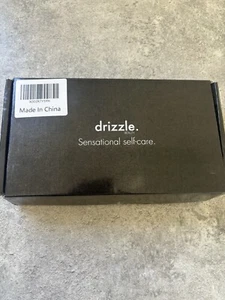 Made In China
drizzle.
Sensational self-care.